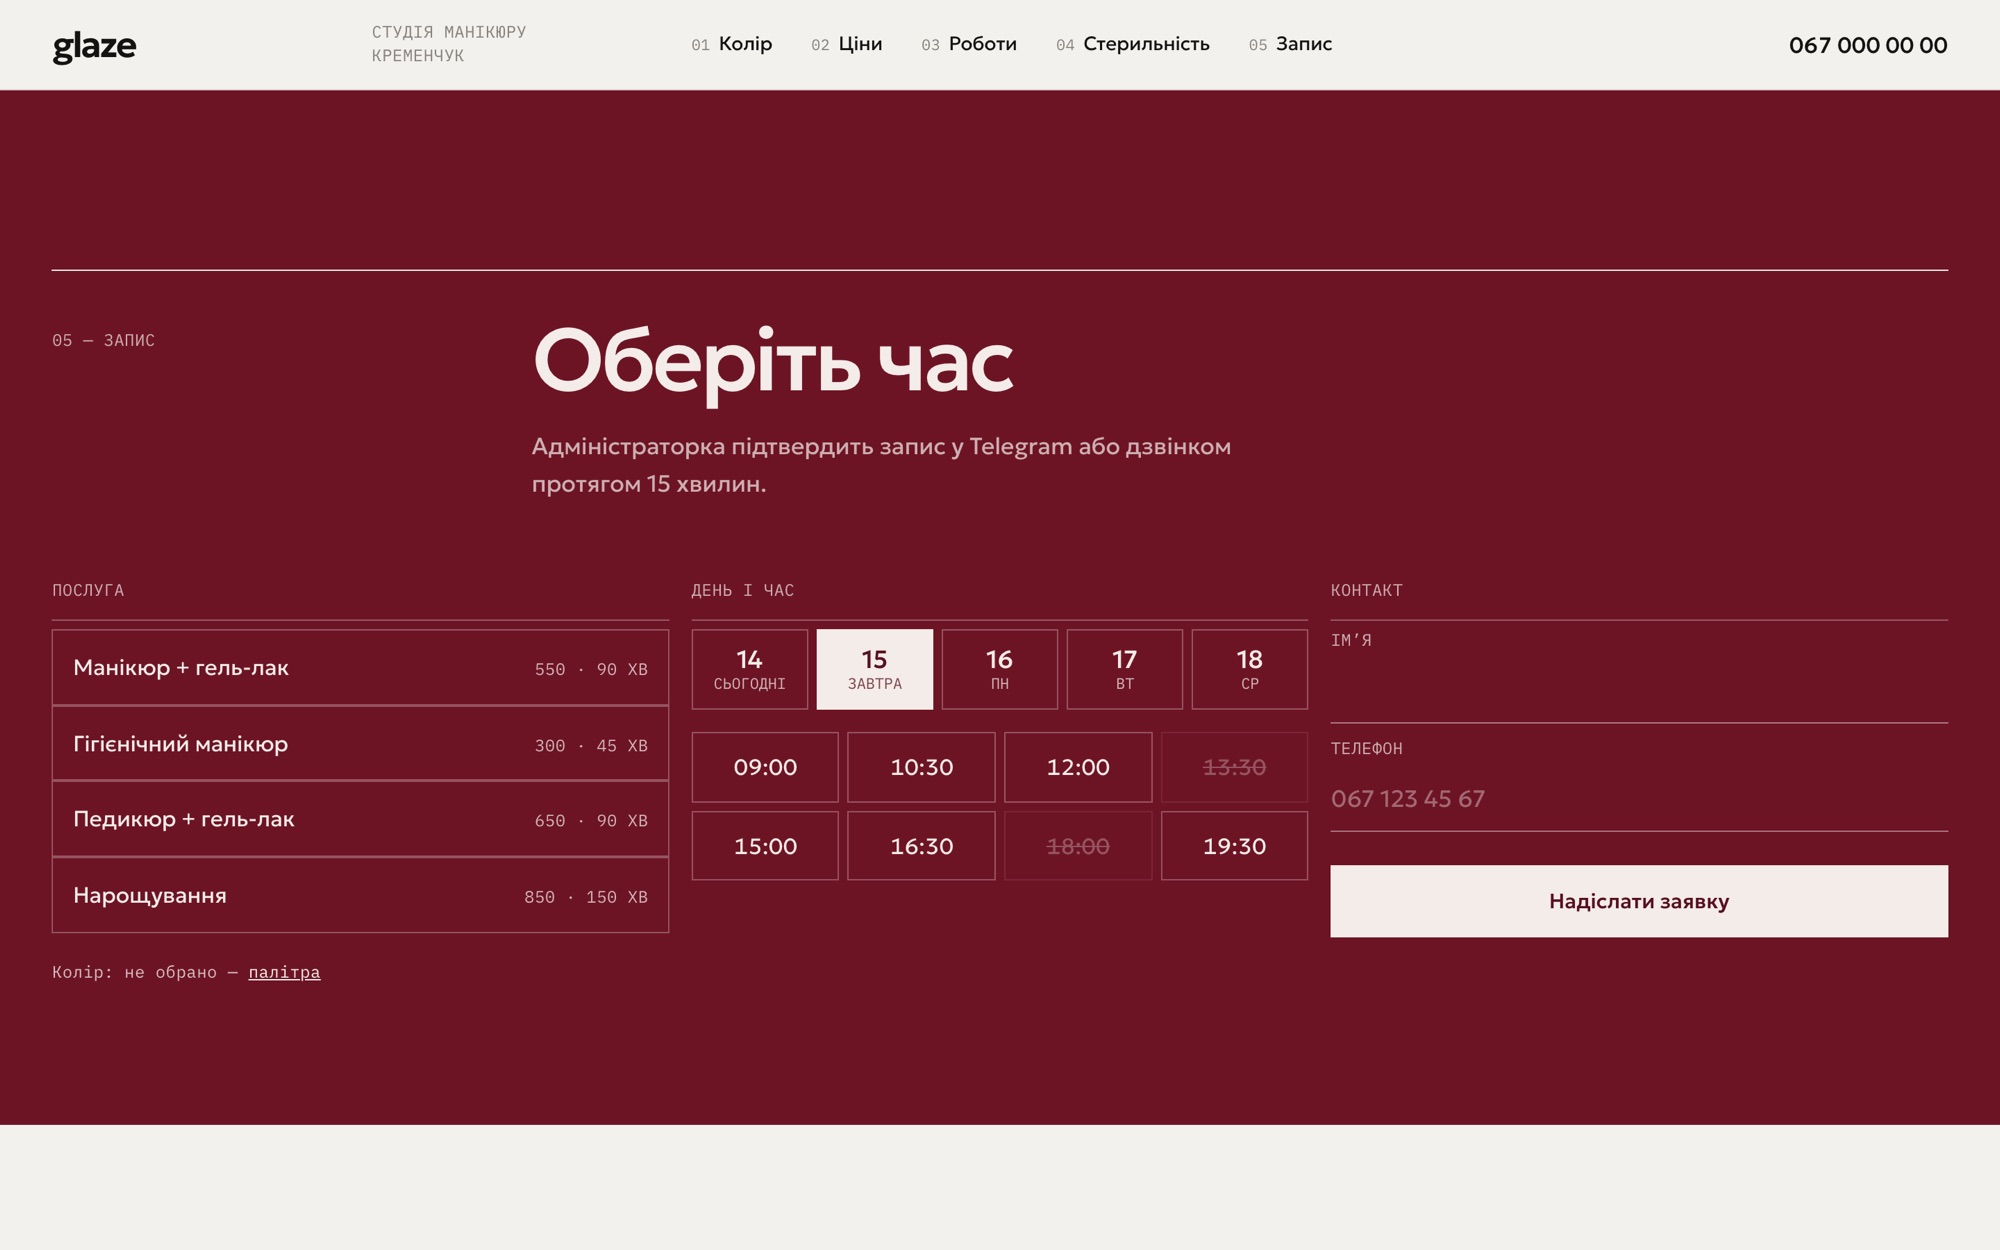 glaze
СТУДІЯ МАНІКЮРУ
КРЕМЕНЧУК
01 Колір
02 Ціни
03 Роботи
04 Стерильність
05 Запис
067 000 00 00
05 — ЗАПИС
Оберіть час
Адміністраторка підтвердить запис у Telegram або дзвінком
протягом 15 хвилин.
ПОСЛУГА
Манікюр + гель-лак 550 · 90 ХВ
Гігієнічний манікюр 300 · 45 ХВ
Педикюр + гель-лак 650 · 90 ХВ
Нарощування 850 · 150 ХВ
Колір: не обрано — палітра
ДЕНЬ І ЧАС
14 15 16 17 18
СЬОГОДНІ ЗАВТРА ПН ВТ СР
09:00 10:30 12:00 13:30
15:00 16:30 18:00 19:30
КОНТАКТ
ІМ’Я
ТЕЛЕФОН
067 123 45 67
Надіслати заявку